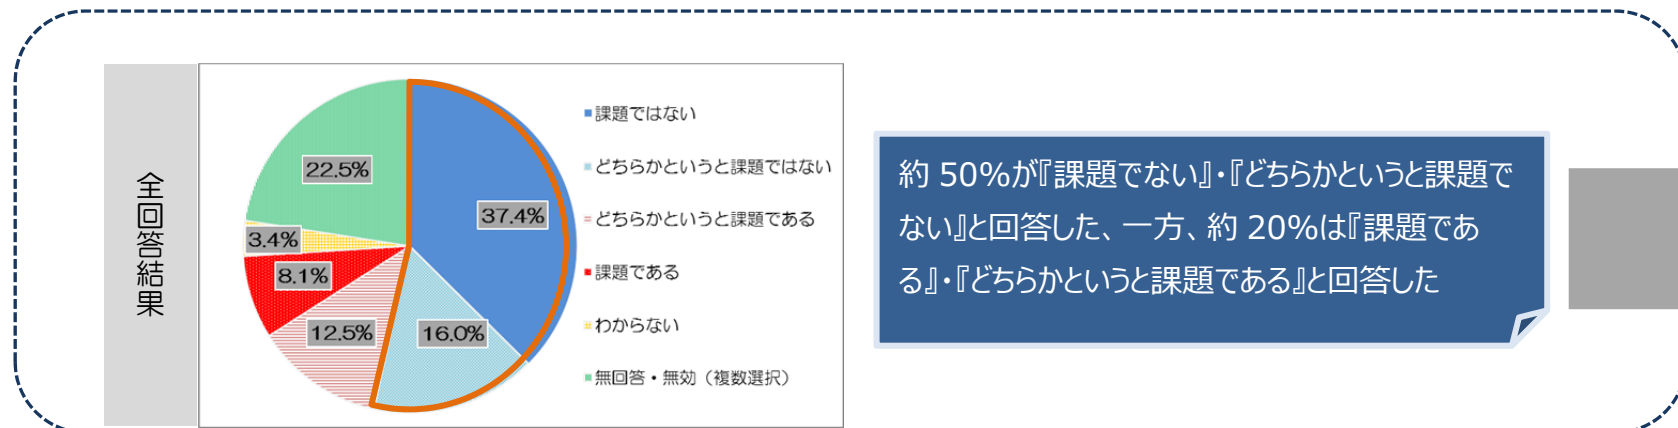 全回答結果
37.4%
16.0%
12.5%
8.1%
3.4%
22.5%
課題ではない
どちらかというと課題ではない
どちらかというと課題である
課題である
わからない
無回答・無効（複数選択）
約 50%が『課題でない』・『どちらかというと課題で
ない』と回答した、一方、約 20%は『課題であ
る』・『どちらかというと課題である』と回答した